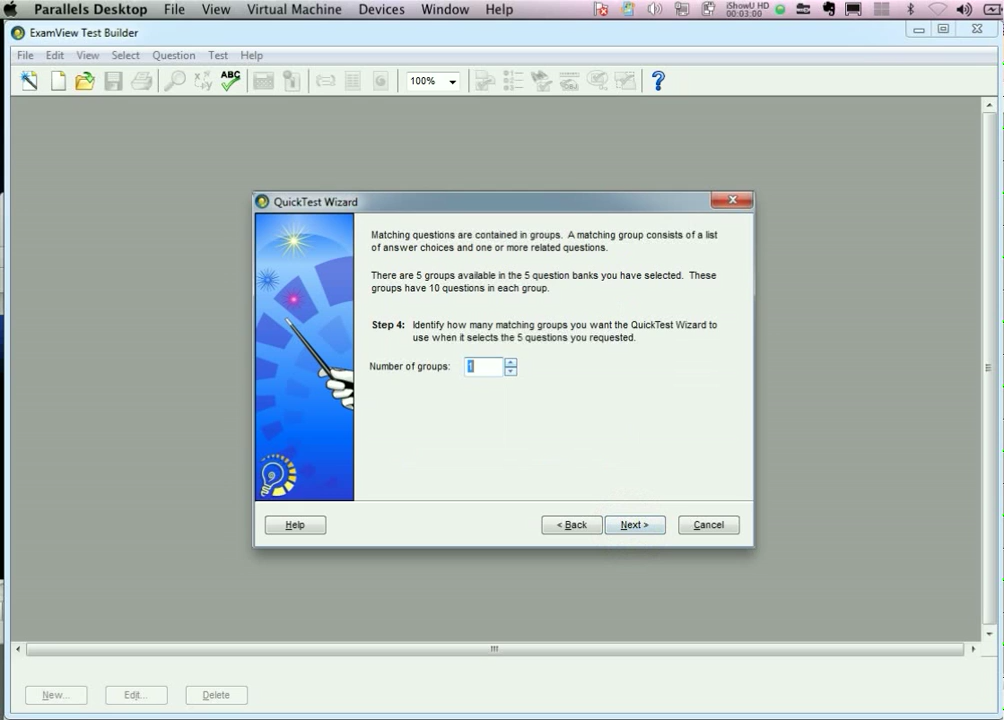 Parallels Desktop File View Virtual Machine Devices Window Help iShowU HD 00:03:00
ExamView Test Builder
File Edit View Select Question Test Help
ABC 100% ?
QuickTest Wizard
Matching questions are contained in groups. A matching group consists of a list
of answer choices and one or more related questions.
There are 5 groups available in the 5 question banks you have selected. These
groups have 10 questions in each group.
Step 4: Identify how many matching groups you want the QuickTest Wizard to
use when it selects the 5 questions you requested.
Number of groups: 1
Help < Back Next > Cancel
New... Edit... Delete